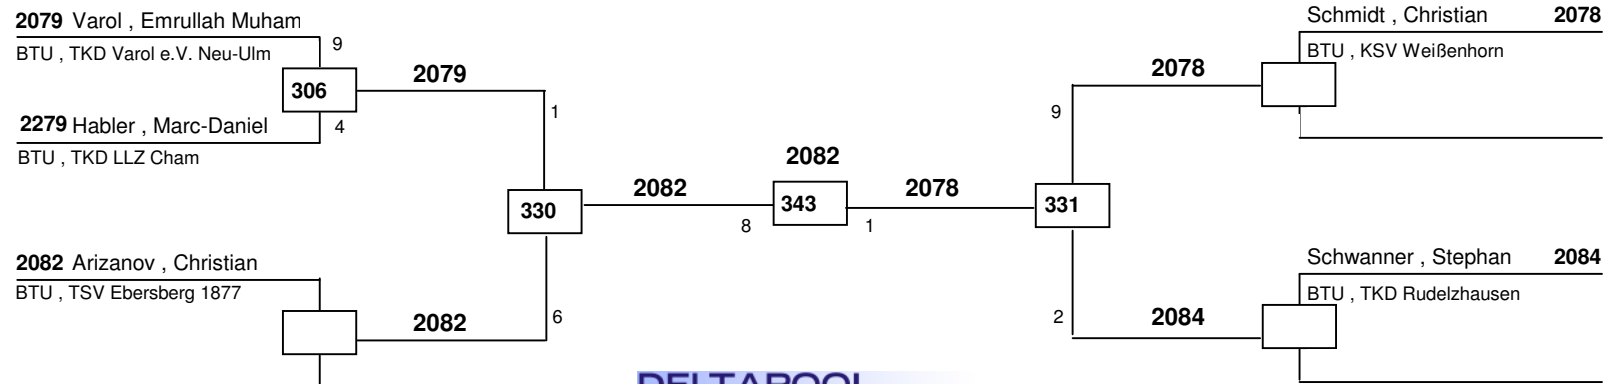 2079 Varol , Emrullah Muham
BTU , TKD Varol e.V. Neu-Ulm
9
306
2079
2279 Habler , Marc-Daniel
4
BTU , TKD LLZ Cham
1
330
2082
8
2082 Arizanov , Christian
BTU , TSV Ebersberg 1877
2082
6
2082
343
2078
1
Schmidt , Christian 2078
BTU , KSV Weißenhorn
2078
9
331
Schwanner , Stephan 2084
BTU , TKD Rudelzhausen
2084
2
DELTAPOOL